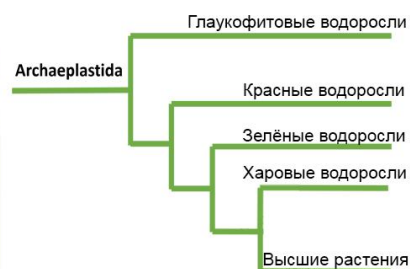 Глаукофитовые водоросли
Archaeplastida
Красные водоросли
Зелёные водоросли
Харовые водоросли
Высшие растения